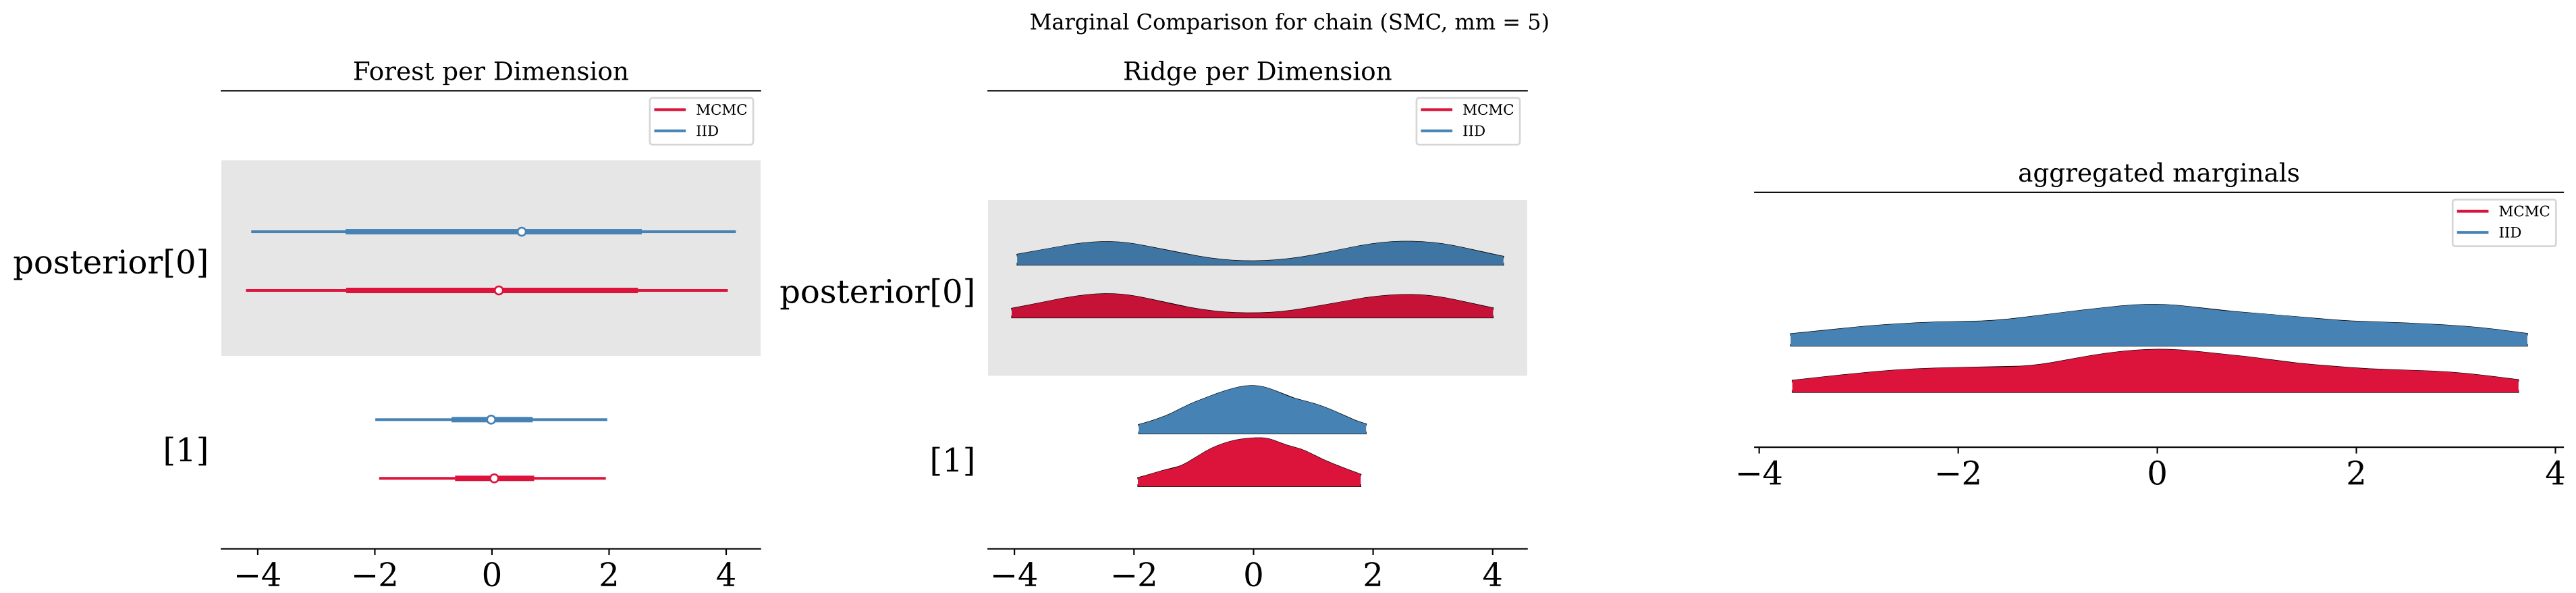 Marginal Comparison for chain (SMC, mm = 5)
Forest per Dimension
MCMC
IID
posterior[0]
[1]
−4 −2 0 2 4
Ridge per Dimension
MCMC
IID
posterior[0]
[1]
−4 −2 0 2 4
aggregated marginals
MCMC
IID
−4 −2 0 2 4